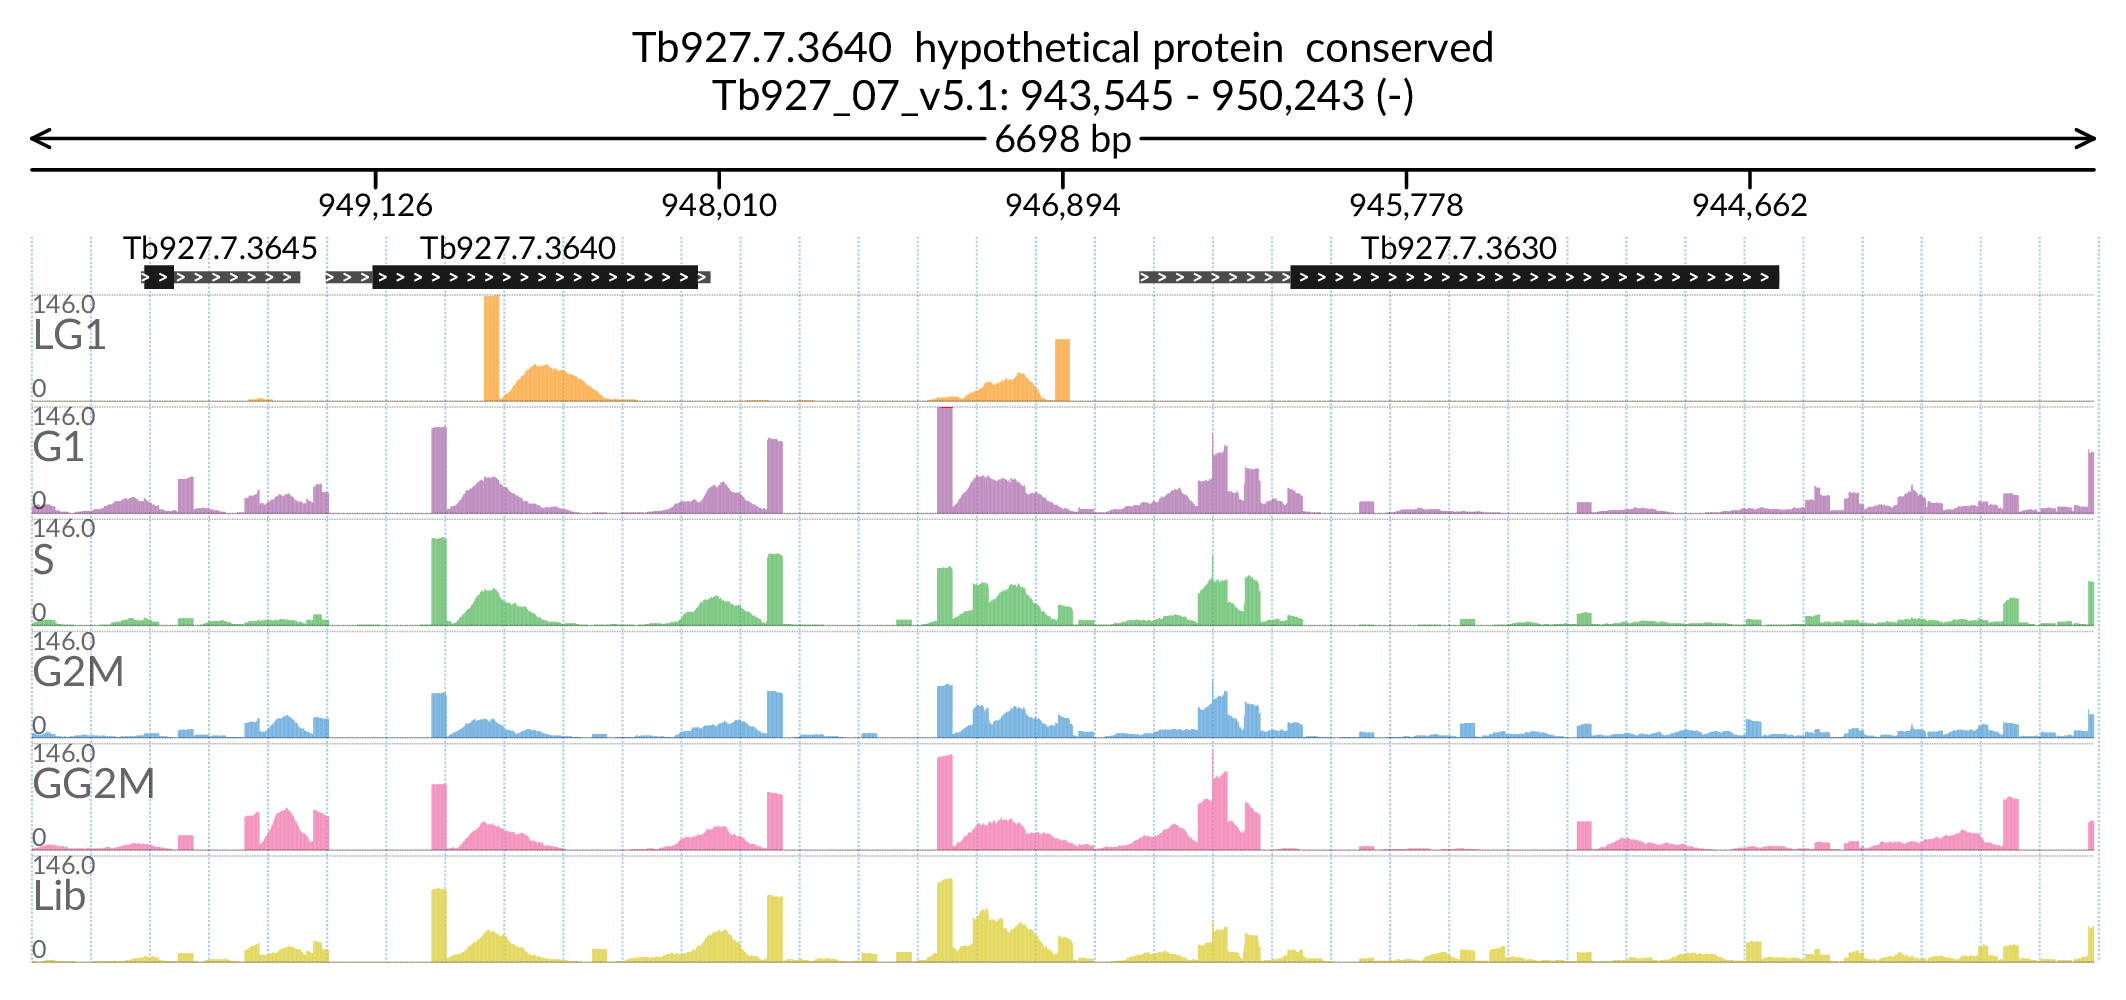 Tb927.7.3640  hypothetical protein  conserved
Tb927_07_v5.1: 943,545 - 950,243 (-)
6698 bp
949,126 948,010 946,894 945,778 944,662
Tb927.7.3645 Tb927.7.3640 Tb927.7.3630
146.0
LG1
0
146.0
G1
0
146.0
S
0
146.0
G2M
0
146.0
GG2M
0
146.0
Lib
0